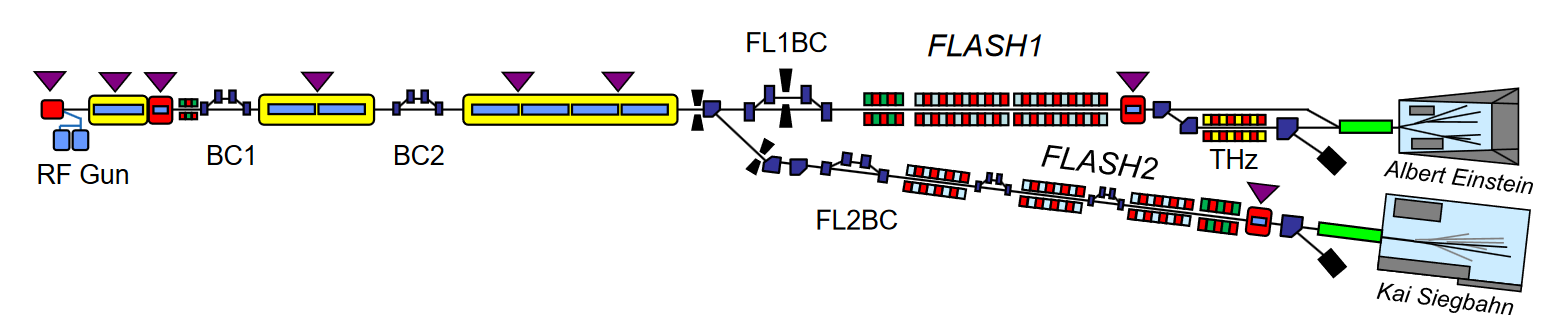 FL1BC
FLASH1
RF Gun
BC1
BC2
FLASH2
THz
Albert Einstein
FL2BC
Kai Siegbahn